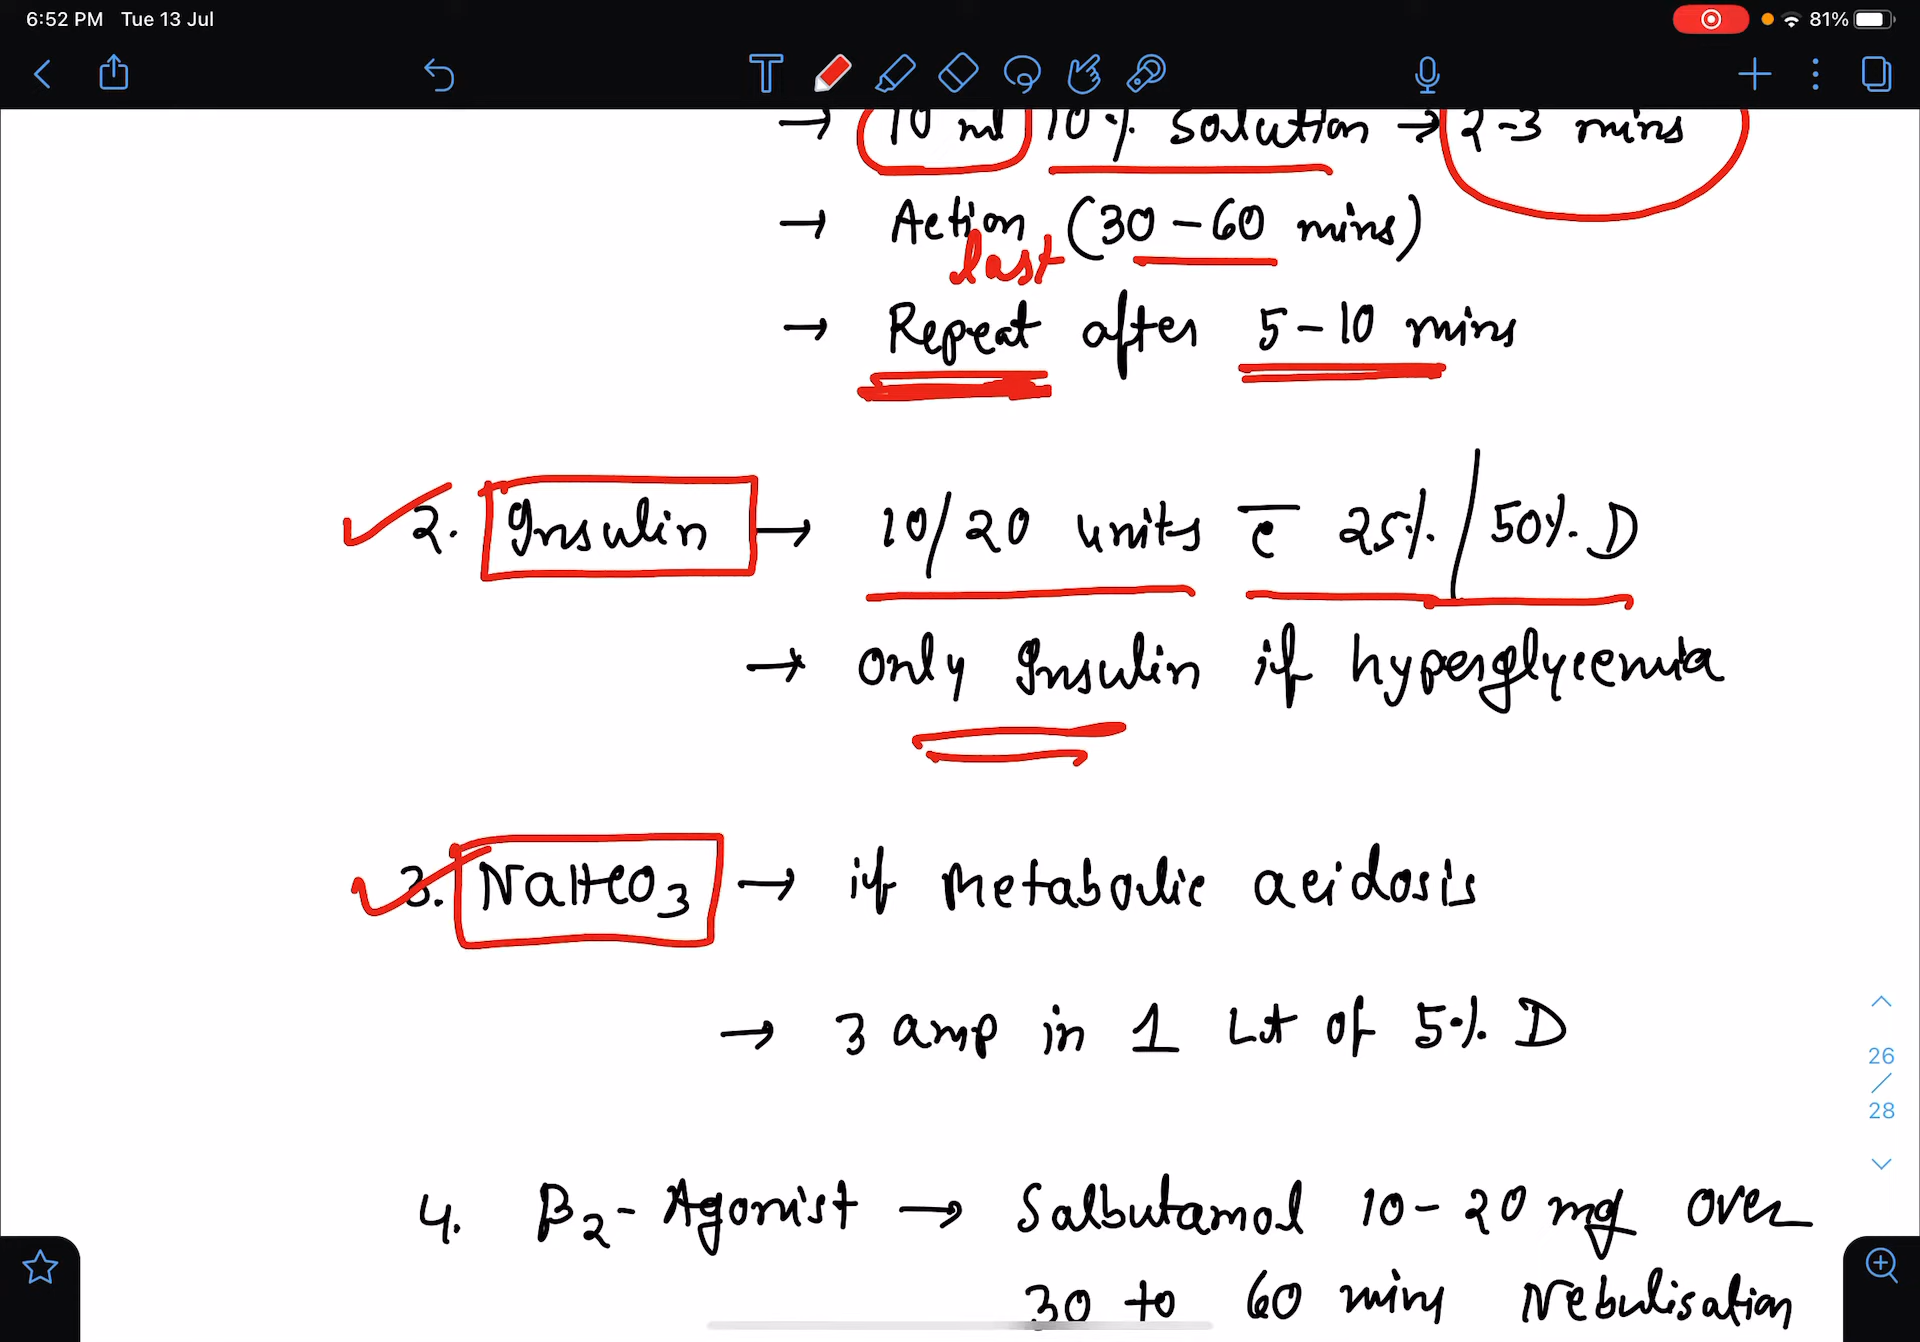 6:52 PM Tue 13 Jul
81%
→ 10 ml 10% Solution → 2-3 mins
→ Action (30-60 mins)
last
→ Repeat after 5-10 mins
2. Insulin → 10/20 units c̅ 25%/50% D
→ only Insulin if hyperglycemia
3. NaHCO3 → if Metabolic acidosis
→ 3 amp in 1 Lit of 5% D
26
/
28
4. β2-Agonist → Salbutamol 10-20 mg over
30 to 60 mins Nebulisation